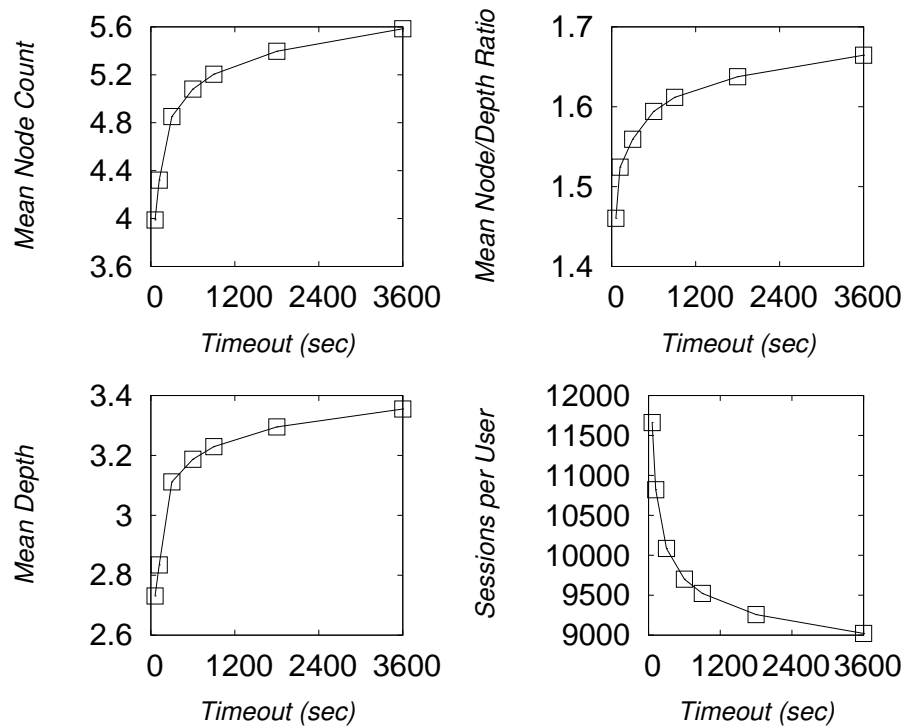 Mean Node Count
5.6
5.2
4.8
4.4
4
3.6
0 1200 2400 3600
Timeout (sec)
Mean Node/Depth Ratio
1.7
1.6
1.5
1.4
0 1200 2400 3600
Timeout (sec)
Mean Depth
3.4
3.2
3
2.8
2.6
0 1200 2400 3600
Timeout (sec)
Sessions per User
12000
11500
11000
10500
10000
9500
9000
0 1200 2400 3600
Timeout (sec)